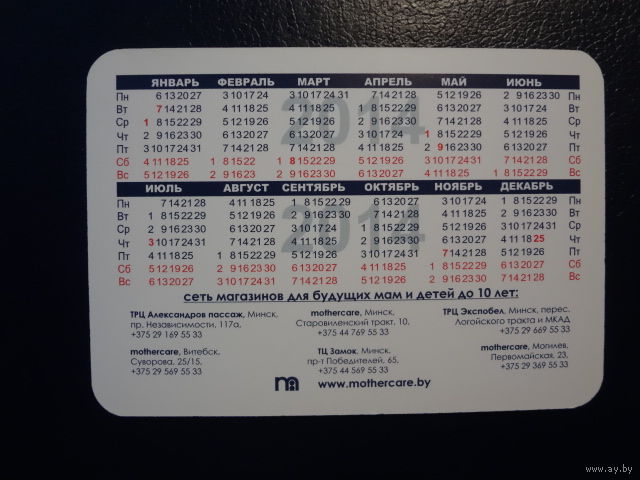 ЯНВАРЬ ФЕВРАЛЬ МАРТ АПРЕЛЬ МАЙ ИЮНЬ
2014
Пн 6 13 20 27 3 10 17 24 3 10 17 24 31 7 14 21 28 5 12 19 26 2 9 16 23 30 Пн
Вт 7 14 21 28 4 11 18 25 4 11 18 25 1 8 15 22 29 6 13 20 27 3 10 17 24 Вт
Ср 1 8 15 22 29 5 12 19 26 5 12 19 26 2 9 16 23 30 7 14 21 28 4 11 18 25 Ср
Чт 2 9 16 23 30 6 13 20 27 6 13 20 27 3 10 17 24 1 8 15 22 29 5 12 19 26 Чт
Пт 3 10 17 24 31 7 14 21 28 7 14 21 28 4 11 18 25 2 9 16 23 30 6 13 20 27 Пт
Сб 4 11 18 25 1 8 15 22 1 8 15 22 29 5 12 19 26 3 10 17 24 31 7 14 21 28 Сб
Вс 5 12 19 26 2 9 16 23 2 9 16 23 30 6 13 20 27 4 11 18 25 1 8 15 22 29 Вс
ИЮЛЬ АВГУСТ СЕНТЯБРЬ ОКТЯБРЬ НОЯБРЬ ДЕКАБРЬ
2014
Пн 7 14 21 28 4 11 18 25 1 8 15 22 29 6 13 20 27 3 10 17 24 1 8 15 22 29 Пн
Вт 1 8 15 22 29 5 12 19 26 2 9 16 23 30 7 14 21 28 4 11 18 25 2 9 16 23 30 Вт
Ср 2 9 16 23 30 6 13 20 27 3 10 17 24 1 8 15 22 29 5 12 19 26 3 10 17 24 31 Ср
Чт 3 10 17 24 31 7 14 21 28 4 11 18 25 2 9 16 23 30 6 13 20 27 4 11 18 25 Чт
Пт 4 11 18 25 1 8 15 22 29 5 12 19 26 3 10 17 24 31 7 14 21 28 5 12 19 26 Пт
Сб 5 12 19 26 2 9 16 23 30 6 13 20 27 4 11 18 25 1 8 15 22 29 6 13 20 27 Сб
Вс 6 13 20 27 3 10 17 24 31 7 14 21 28 5 12 19 26 2 9 16 23 30 7 14 21 28 Вс
сеть магазинов для будущих мам и детей до 10 лет:
ТРЦ Александров пассаж, Минск,
пр. Независимости, 117а,
+375 29 169 55 33
mothercare, Минск,
Старовиленский тракт, 10,
+375 44 769 55 33
ТРЦ Экспобел, Минск, перес.
Логойского тракта и МКАД
+375 29 669 55 33
mothercare, Витебск,
Суворова, 25/15,
+375 29 569 55 33
ТЦ Замок, Минск,
пр-т Победителей, 65,
+375 44 569 55 33
mothercare, Могилев,
Первомайская, 23,
+375 29 369 55 33
www.mothercare.by
www.ay.by